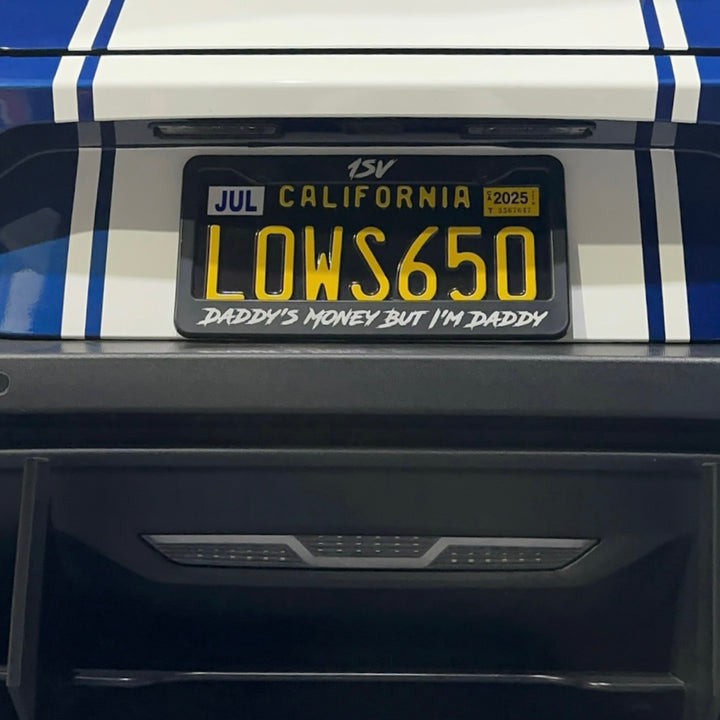 1SV
JUL CALIFORNIA 2025
LOWS650
DADDY'S MONEY BUT I'M DADDY